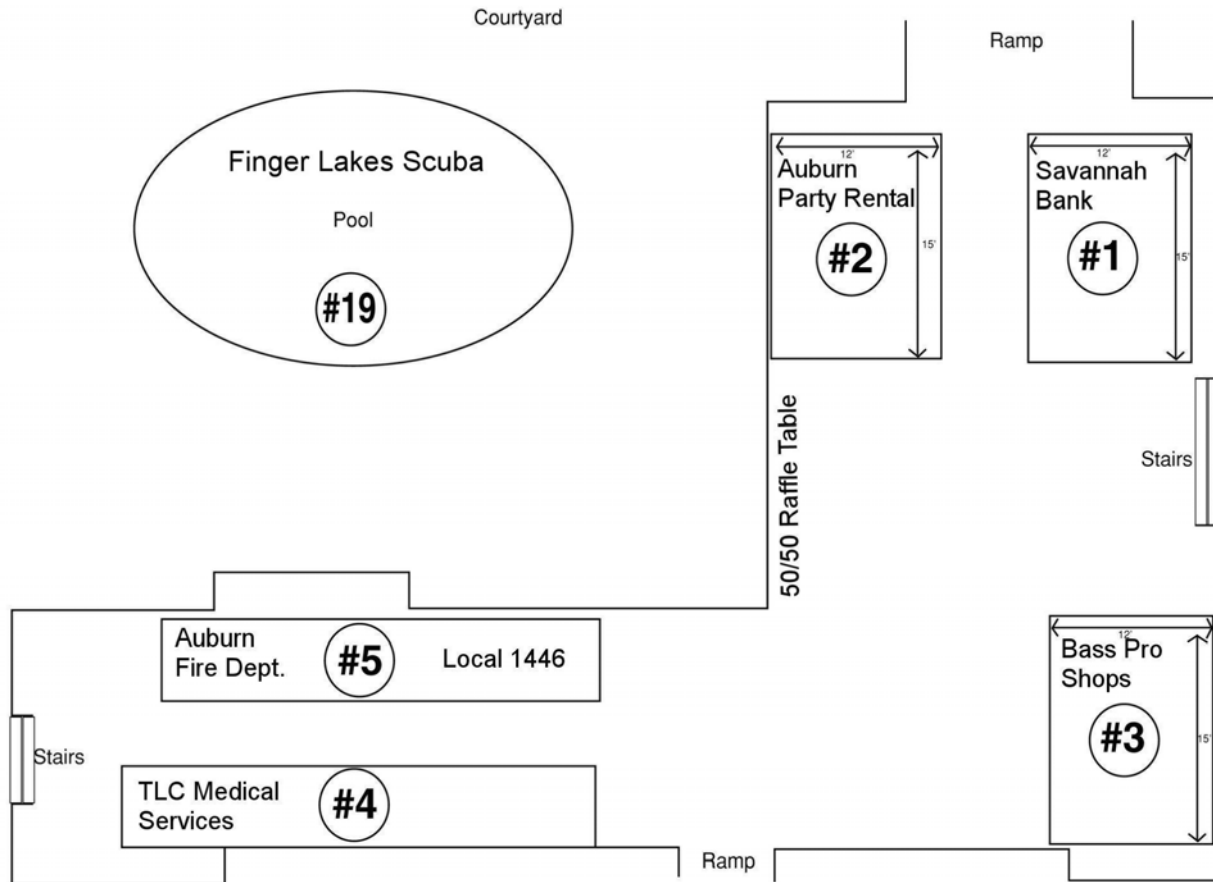 Courtyard
Ramp
Finger Lakes Scuba
Pool
#19
12'
Auburn
Party Rental
#2
15'
12'
Savannah
Bank
#1
15'
50/50 Raffle Table
Stairs
Auburn
Fire Dept.
#5
Local 1446
12'
Bass Pro
Shops
#3
15'
Stairs
TLC Medical
Services
#4
Ramp